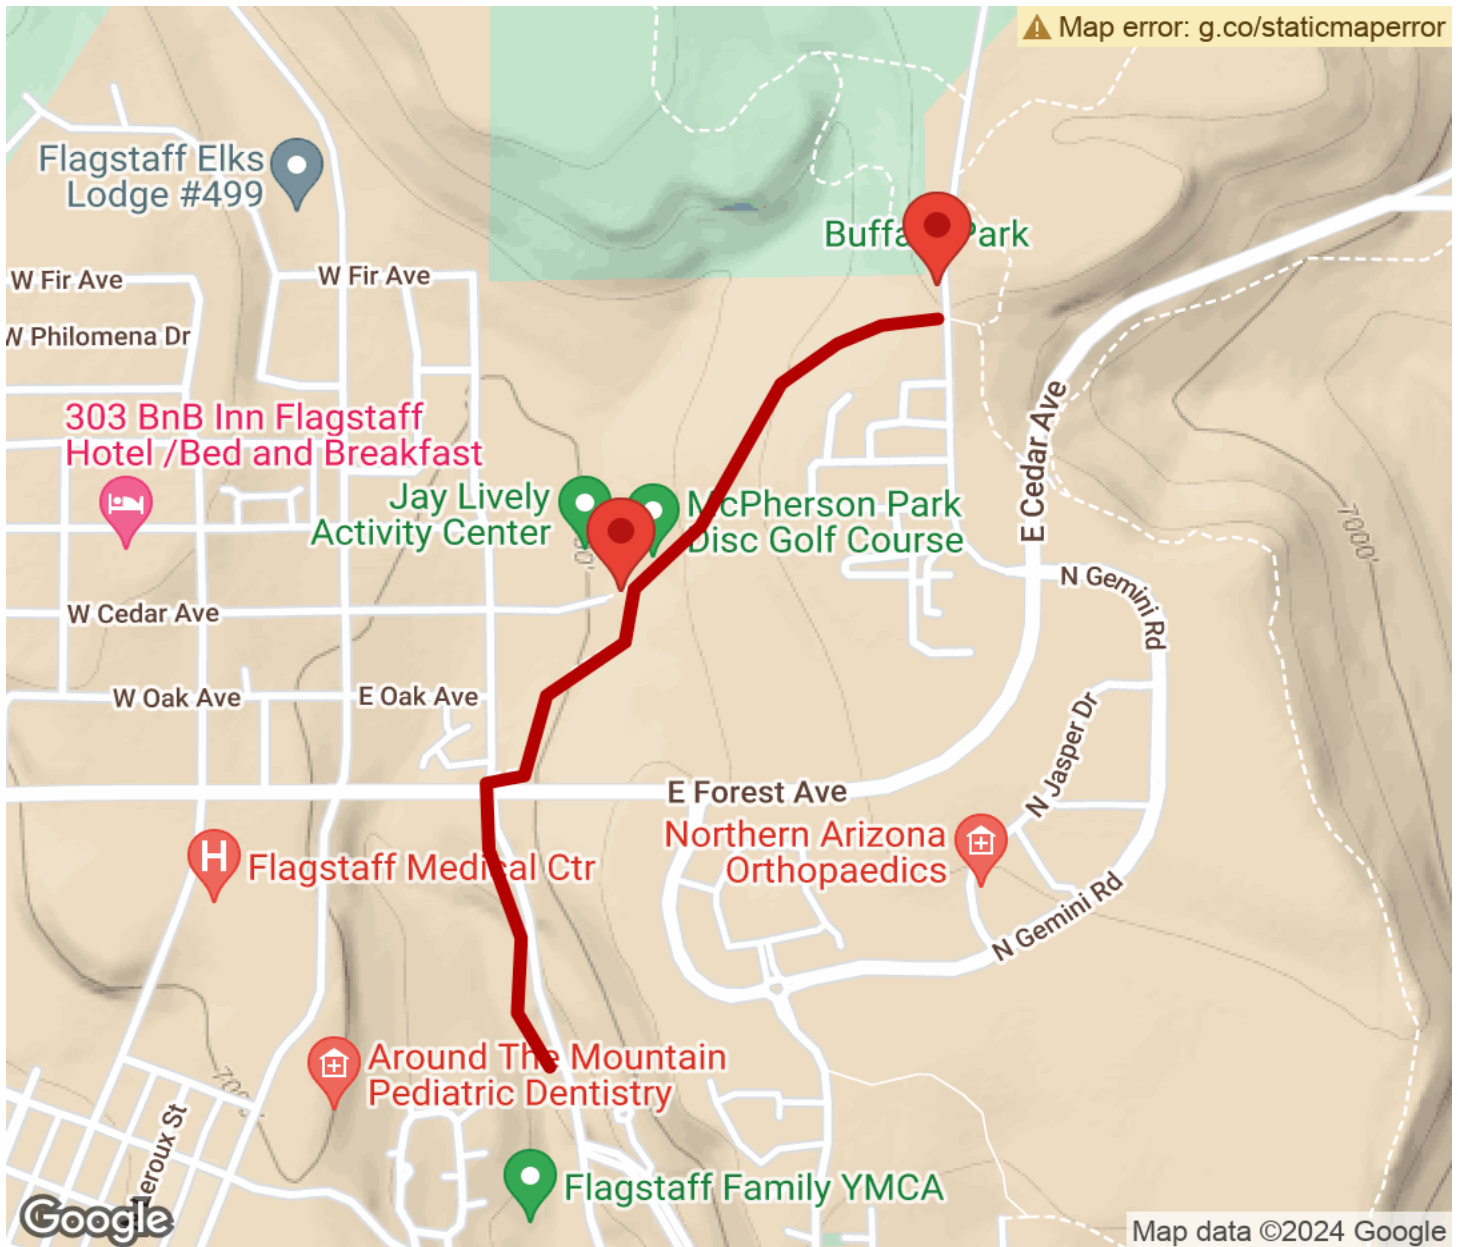 Map error: g.co/staticmaperror
Flagstaff Elks
Lodge #499
Park
W Fir Ave
W Fir Ave
W Philomena Dr
303 BnB Inn Flagstaff
Hotel /Bed and Breakfast
E Cedar Ave
Jay Lively
Activity Center
McPherson Park
Disc Golf Course
7000'
N Gemini Rd
W Cedar Ave
W Oak Ave
E Oak Ave
N Jasper Dr
E Forest Ave
Northern Arizona
Orthopaedics
H
Flagstaff Medical Ctr
N Gemini Rd
Around The Mountain
Pediatric Dentistry
Flagstaff Family YMCA
Google
Map data ©2024 Google